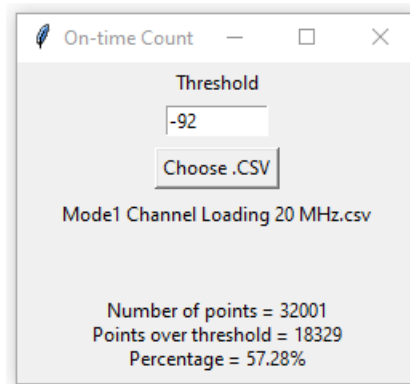 On-time Count
Threshold
-92
Choose .CSV
Mode1 Channel Loading 20 MHz.csv
Number of points = 32001
Points over threshold = 18329
Percentage = 57.28%